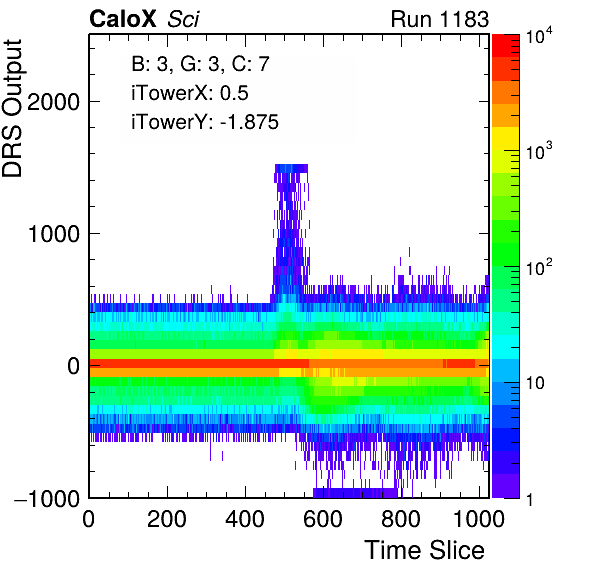 CaloX Sci Run 1183
B: 3, G: 3, C: 7
iTowerX: 0.5
iTowerY: -1.875
DRS Output
2000
1000
0
−1000
0 200 400 600 800 1000
Time Slice
10⁴
10³
10²
10
1